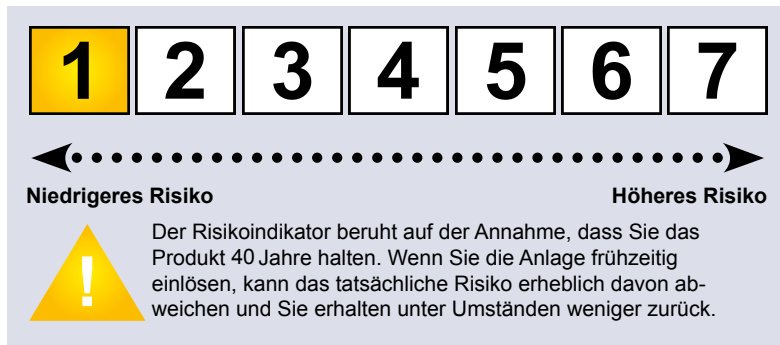 1 2 3 4 5 6 7
Niedrigeres Risiko Höheres Risiko
! Der Risikoindikator beruht auf der Annahme, dass Sie das
Produkt 40 Jahre halten. Wenn Sie die Anlage frühzeitig
einlösen, kann das tatsächliche Risiko erheblich davon ab-
weichen und Sie erhalten unter Umständen weniger zurück.